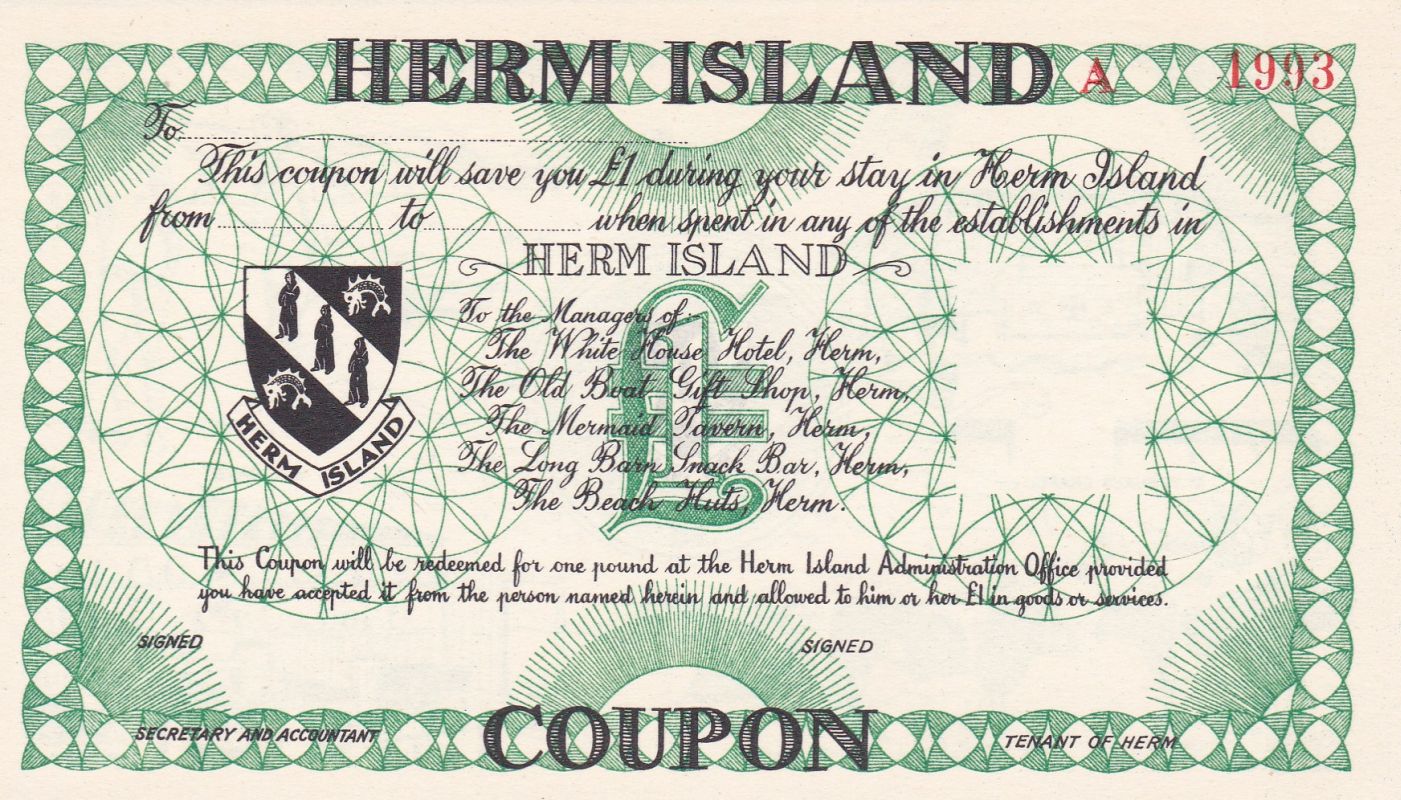 HERM ISLAND A 1993
To
This coupon will save you £1 during your stay in Herm Island
from to when spent in any of the establishments in
HERM ISLAND
To the Managers of:-
The White House Hotel, Herm,
The Old Boat Gift Shop, Herm,
The Mermaid Tavern, Herm,
The Long Barn Snack Bar, Herm,
The Beach Huts, Herm.
£1
HERM ISLAND
This Coupon will be redeemed for one pound at the Herm Island Administration Office provided
you have accepted it from the person named herein and allowed to him or her £1 in goods or services.
SIGNED SIGNED
SECRETARY AND ACCOUNTANT COUPON TENANT OF HERM